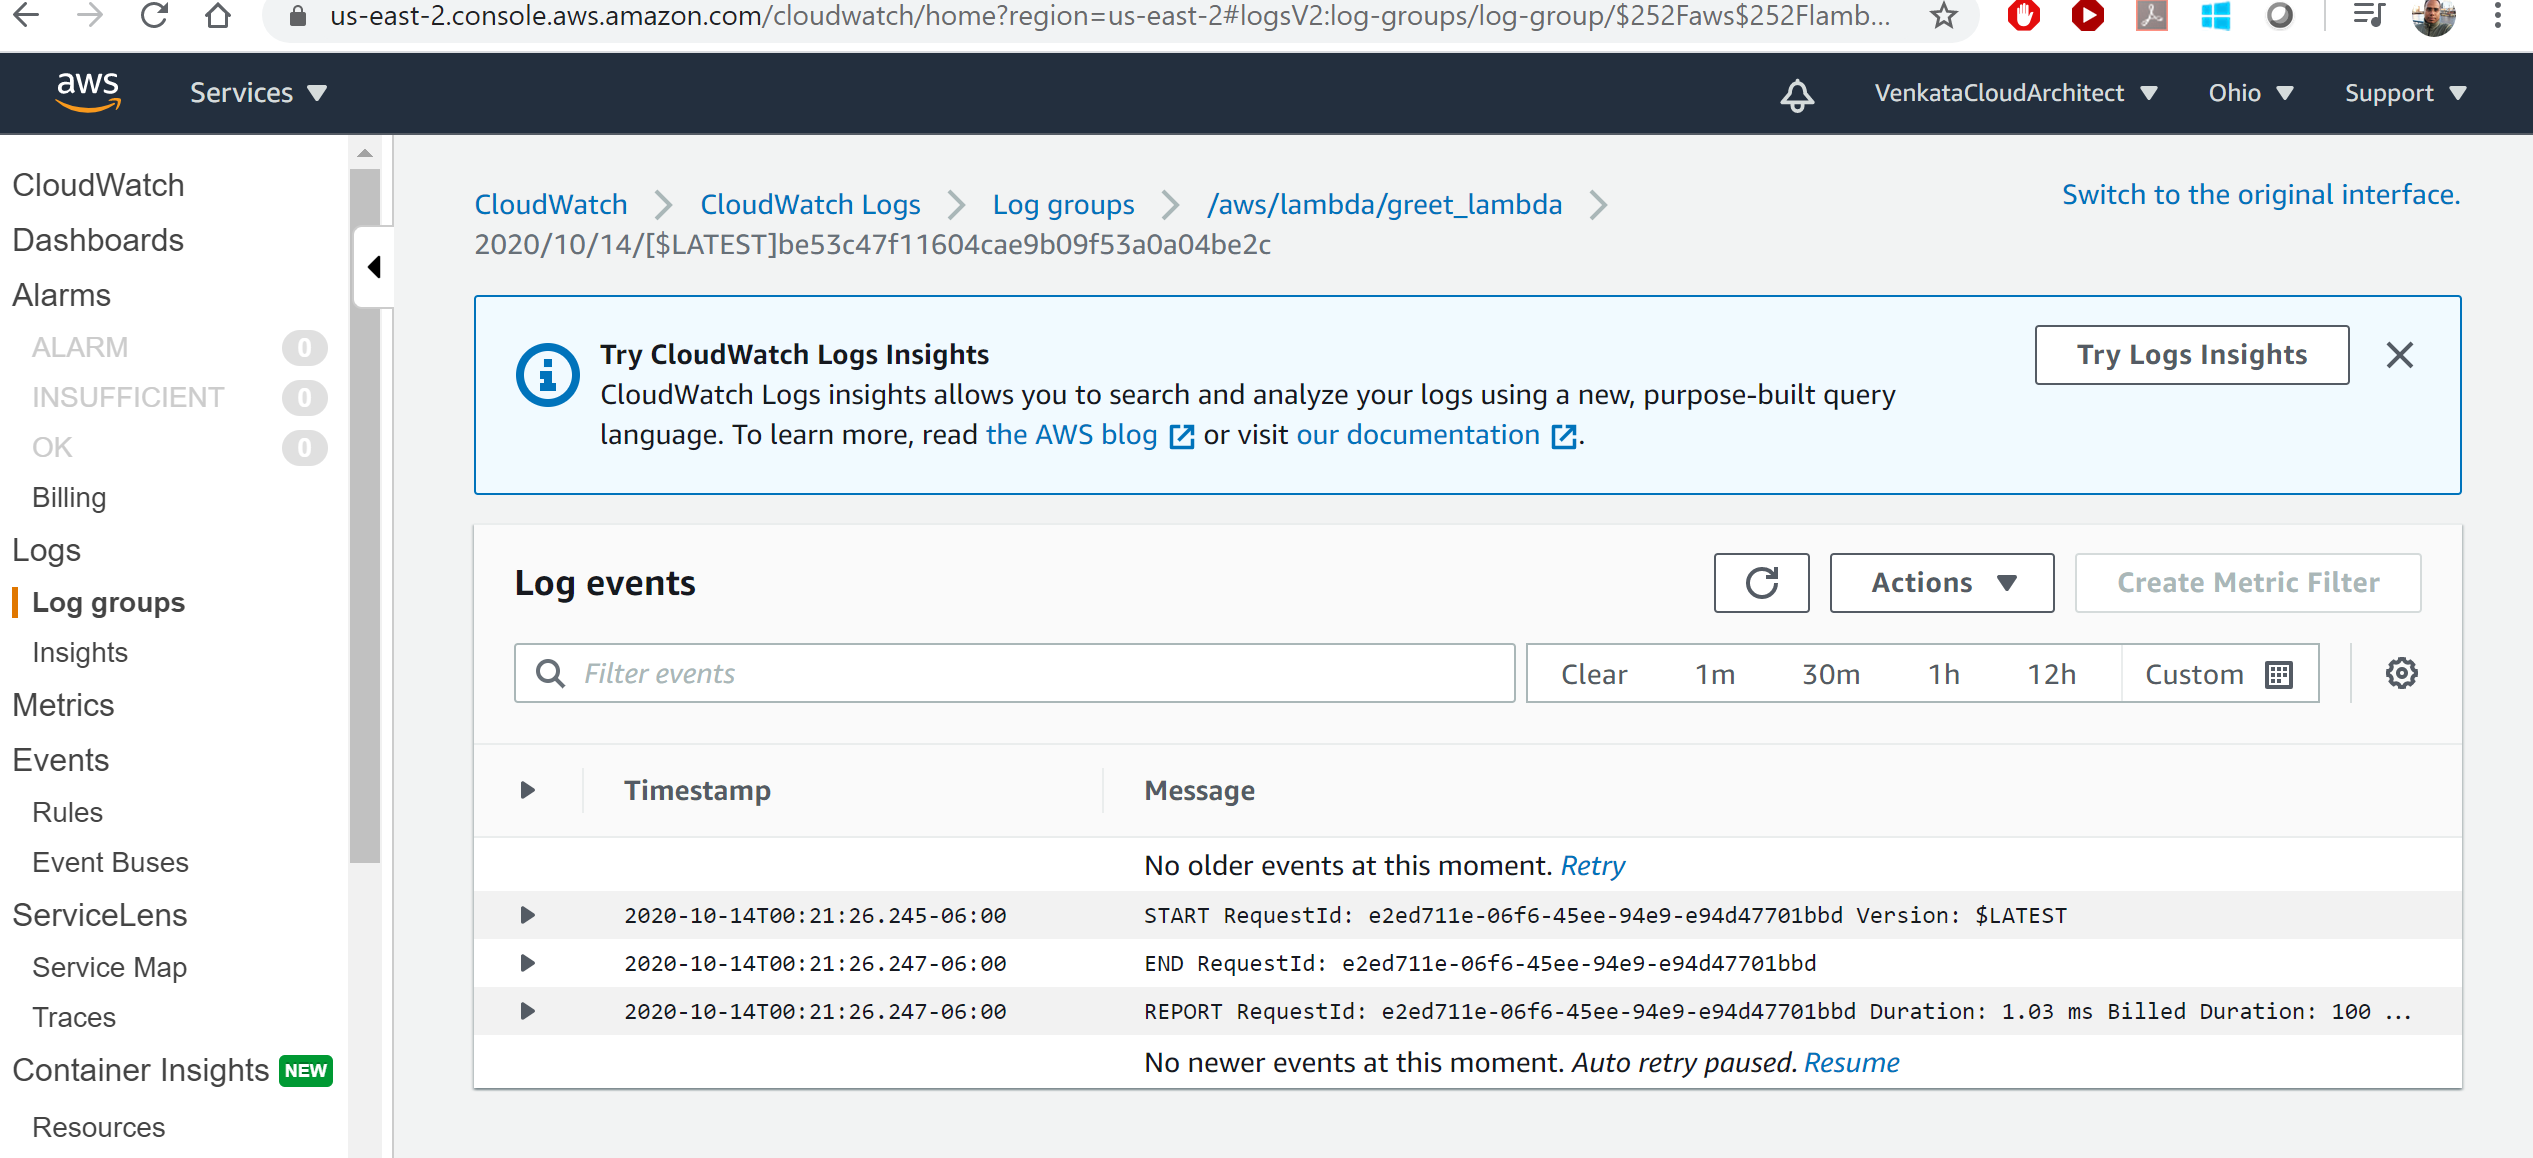 us-east-2.console.aws.amazon.com/cloudwatch/home?region=us-east-2#logsV2:log-groups/log-group/$252Faws$252Flamb...
aws
Services
VenkataCloudArchitect
Ohio
Support
CloudWatch
Dashboards
Alarms
ALARM 0
INSUFFICIENT 0
OK 0
Billing
Logs
Log groups
Insights
Metrics
Events
Rules
Event Buses
ServiceLens
Service Map
Traces
Container Insights NEW
Resources
CloudWatch > CloudWatch Logs > Log groups > /aws/lambda/greet_lambda >
2020/10/14/[$LATEST]be53c47f11604cae9b09f53a0a04be2c
Switch to the original interface.
Try CloudWatch Logs Insights
CloudWatch Logs insights allows you to search and analyze your logs using a new, purpose-built query
language. To learn more, read the AWS blog or visit our documentation .
Try Logs Insights
Log events
Actions
Create Metric Filter
Filter events
Clear 1m 30m 1h 12h Custom
Timestamp Message
No older events at this moment. Retry
2020-10-14T00:21:26.245-06:00 START RequestId: e2ed711e-06f6-45ee-94e9-e94d47701bbd Version: $LATEST
2020-10-14T00:21:26.247-06:00 END RequestId: e2ed711e-06f6-45ee-94e9-e94d47701bbd
2020-10-14T00:21:26.247-06:00 REPORT RequestId: e2ed711e-06f6-45ee-94e9-e94d47701bbd Duration: 1.03 ms Billed Duration: 100 ...
No newer events at this moment. Auto retry paused. Resume